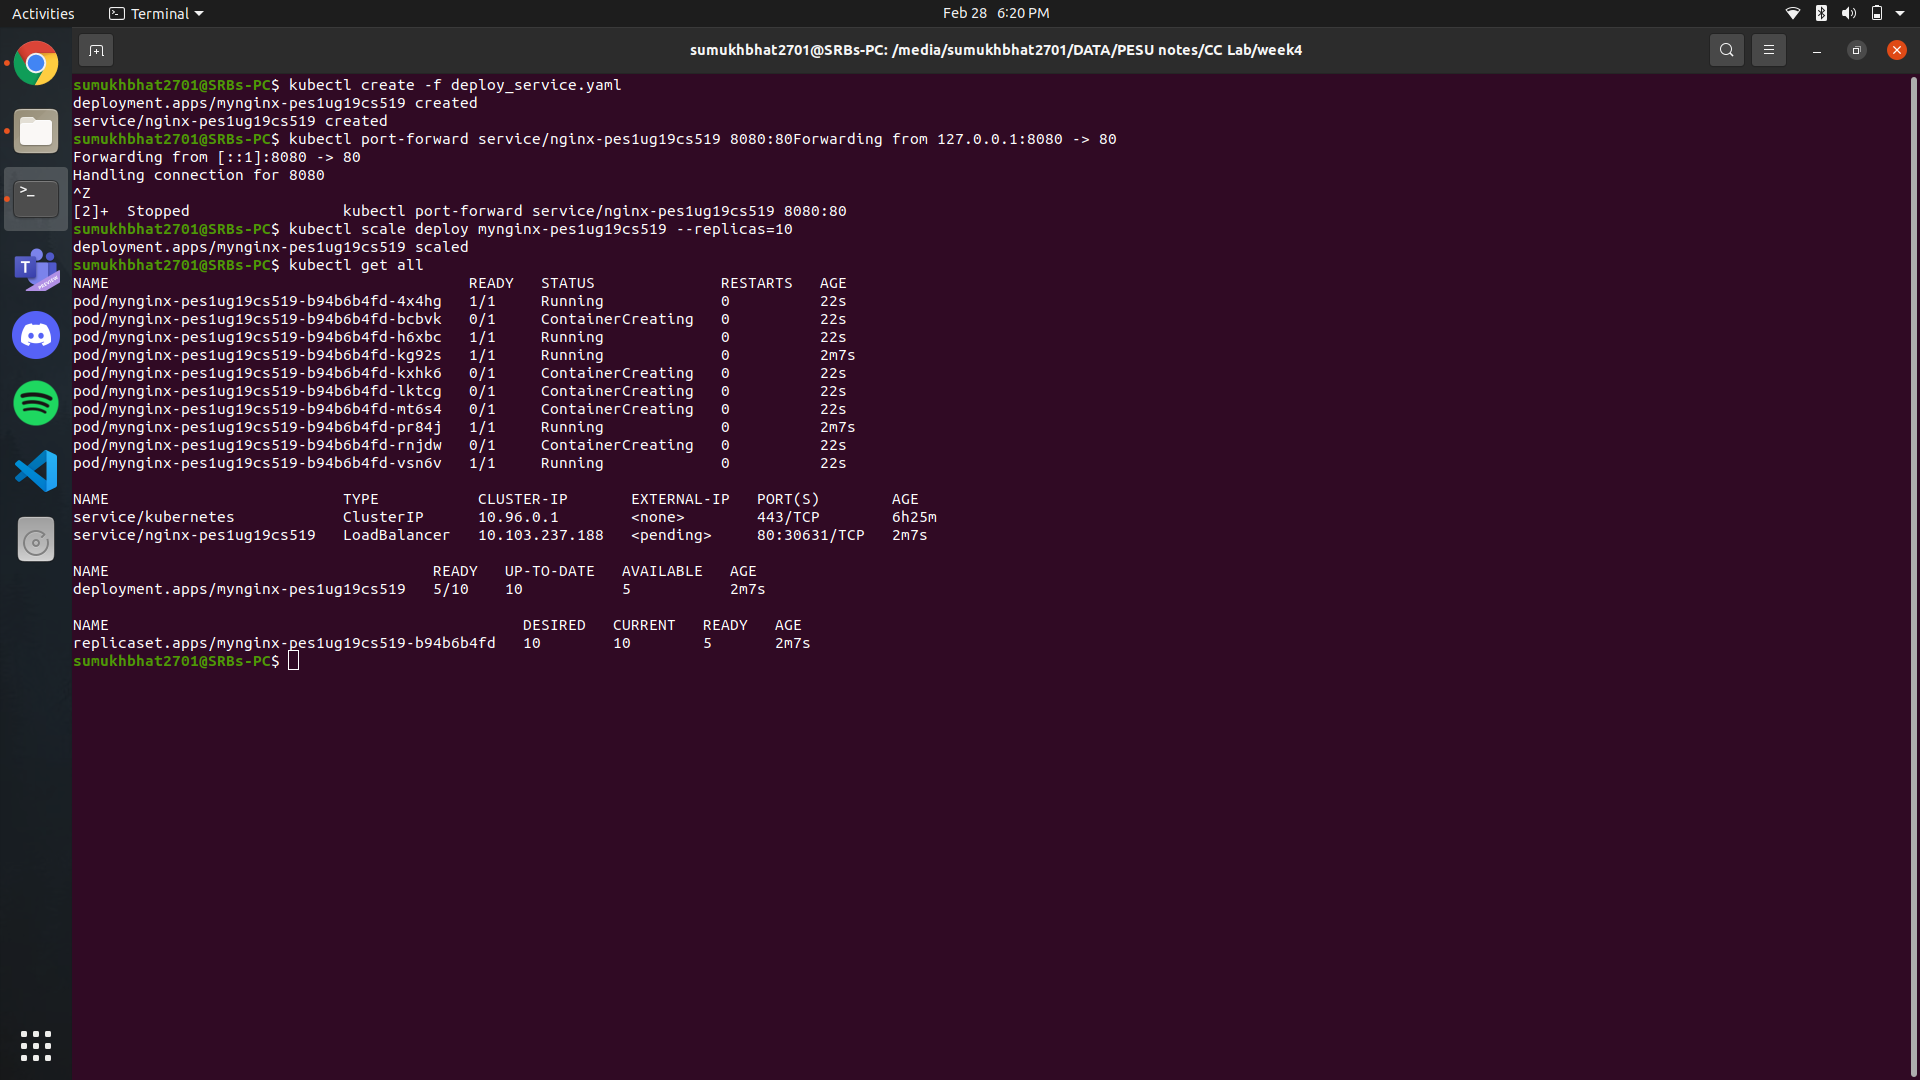 Activities Terminal Feb 28 6:20 PM
sumukhbhat2701@SRBs-PC: /media/sumukhbhat2701/DATA/PESU notes/CC Lab/week4
sumukhbhat2701@SRBs-PC$ kubectl create -f deploy_service.yaml
deployment.apps/mynginx-pes1ug19cs519 created
service/nginx-pes1ug19cs519 created
sumukhbhat2701@SRBs-PC$ kubectl port-forward service/nginx-pes1ug19cs519 8080:80Forwarding from 127.0.0.1:8080 -> 80
Forwarding from [::1]:8080 -> 80
Handling connection for 8080
^Z
[2]+  Stopped                 kubectl port-forward service/nginx-pes1ug19cs519 8080:80
sumukhbhat2701@SRBs-PC$ kubectl scale deploy mynginx-pes1ug19cs519 --replicas=10
deployment.apps/mynginx-pes1ug19cs519 scaled
sumukhbhat2701@SRBs-PC$ kubectl get all
NAME                                        READY   STATUS              RESTARTS   AGE
pod/mynginx-pes1ug19cs519-b94b6b4fd-4x4hg   1/1     Running             0          22s
pod/mynginx-pes1ug19cs519-b94b6b4fd-bcbvk   0/1     ContainerCreating   0          22s
pod/mynginx-pes1ug19cs519-b94b6b4fd-h6xbc   1/1     Running             0          22s
pod/mynginx-pes1ug19cs519-b94b6b4fd-kg92s   1/1     Running             0          2m7s
pod/mynginx-pes1ug19cs519-b94b6b4fd-kxhk6   0/1     ContainerCreating   0          22s
pod/mynginx-pes1ug19cs519-b94b6b4fd-lktcg   0/1     ContainerCreating   0          22s
pod/mynginx-pes1ug19cs519-b94b6b4fd-mt6s4   0/1     ContainerCreating   0          22s
pod/mynginx-pes1ug19cs519-b94b6b4fd-pr84j   1/1     Running             0          2m7s
pod/mynginx-pes1ug19cs519-b94b6b4fd-rnjdw   0/1     ContainerCreating   0          22s
pod/mynginx-pes1ug19cs519-b94b6b4fd-vsn6v   1/1     Running             0          22s
NAME                          TYPE           CLUSTER-IP       EXTERNAL-IP   PORT(S)        AGE
service/kubernetes            ClusterIP      10.96.0.1        <none>        443/TCP        6h25m
service/nginx-pes1ug19cs519   LoadBalancer   10.103.237.188   <pending>     80:30631/TCP   2m7s
NAME                                    READY   UP-TO-DATE   AVAILABLE   AGE
deployment.apps/mynginx-pes1ug19cs519   5/10    10           5           2m7s
NAME                                              DESIRED   CURRENT   READY   AGE
replicaset.apps/mynginx-pes1ug19cs519-b94b6b4fd   10        10        5       2m7s
sumukhbhat2701@SRBs-PC$